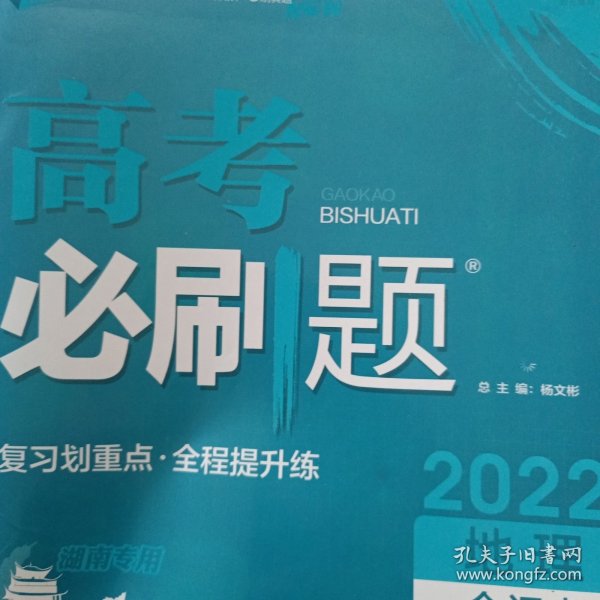 高考
GAOKAO
BISHUATI
必刷题®
总主编：杨文彬
复习划重点·全程提升练
2022
地理
湖南专用
孔夫子旧书网
www.kongfz.com